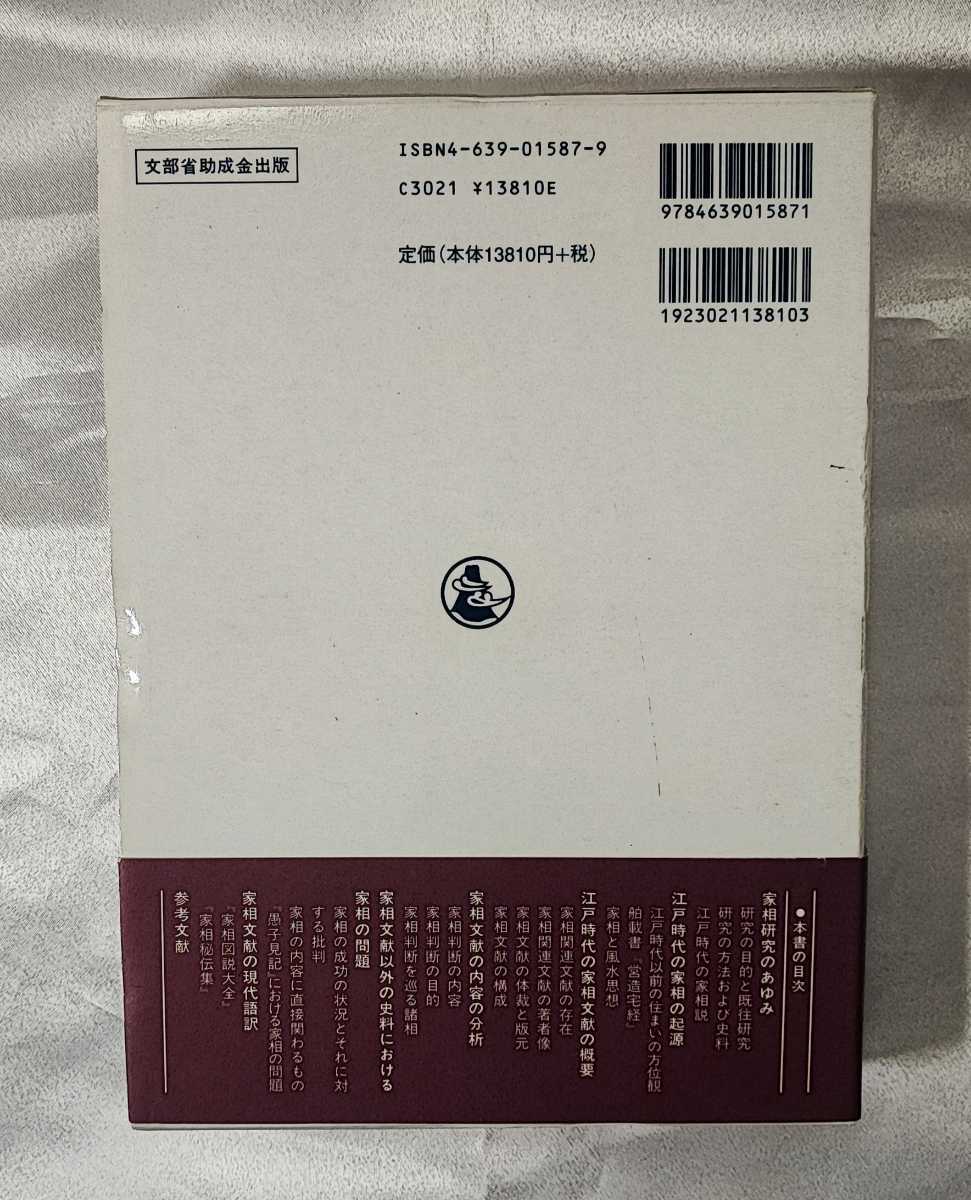 文部省助成金出版
ISBN4-639-01587-9
C3021 ¥13810E
定価(本体13810円+税)
9784639015871
1923021138103
●本書の目次
家相研究のあゆみ
研究の目的と既往研究
研究の方法および史料
江戸時代の家相説
江戸時代の家相の起源
江戸時代以前の住まいの方位観
舶載書『営造宅経』
家相と風水思想
江戸時代の家相文献の概要
家相関連文献の存在
家相関連文献の著者像
家相文献の体裁と版元
家相文献の構成
家相文献の内容の分析
家相判断の内容
家相判断の目的
家相判断を巡る諸相
家相文献以外の史料における
家相の問題
家相の成功の状況とそれに対
する批判
家相の内容に直接関わるもの
『愚子見記』における家相の問題
家相文献の現代語訳
『家相図説大全』
『家相秘伝集』
参考文献